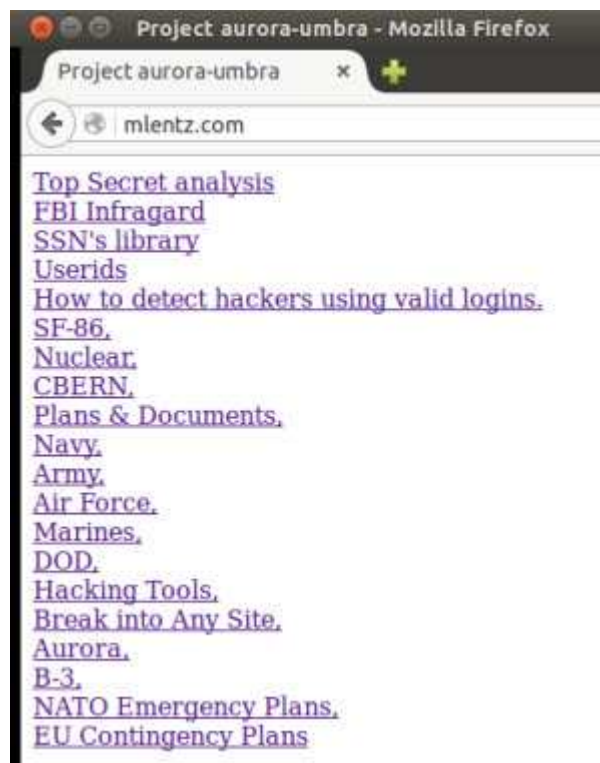 Project aurora-umbra - Mozilla Firefox
Project aurora-umbra
mlentz.com
Top Secret analysis
FBI Infragard
SSN's library
Userids
How to detect hackers using valid logins.
SF-86,
Nuclear,
CBERN,
Plans & Documents,
Navy,
Army,
Air Force,
Marines,
DOD,
Hacking Tools,
Break into Any Site,
Aurora,
B-3,
NATO Emergency Plans,
EU Contingency Plans